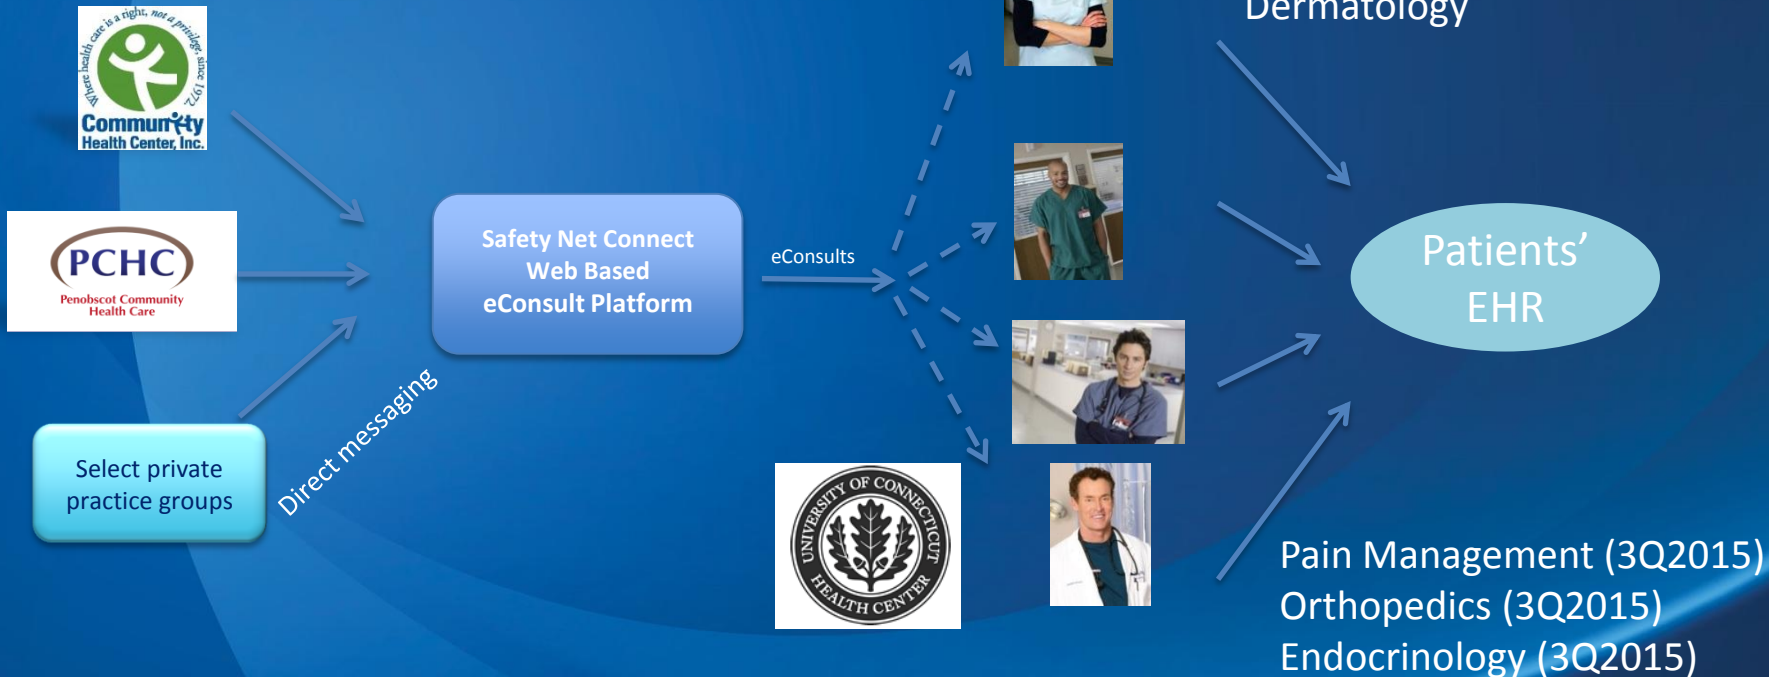 Where health care is a right, not a privilege, since 1972.
Community
Health Center, Inc.
PCHC
Penobscot Community
Health Care
Select private
practice groups
Direct messaging
Safety Net Connect
Web Based
eConsult Platform
eConsults
UNIVERSITY OF CONNECTICUT
HEALTH CENTER
Dermatology
Patients’
EHR
Pain Management (3Q2015)
Orthopedics (3Q2015)
Endocrinology (3Q2015)